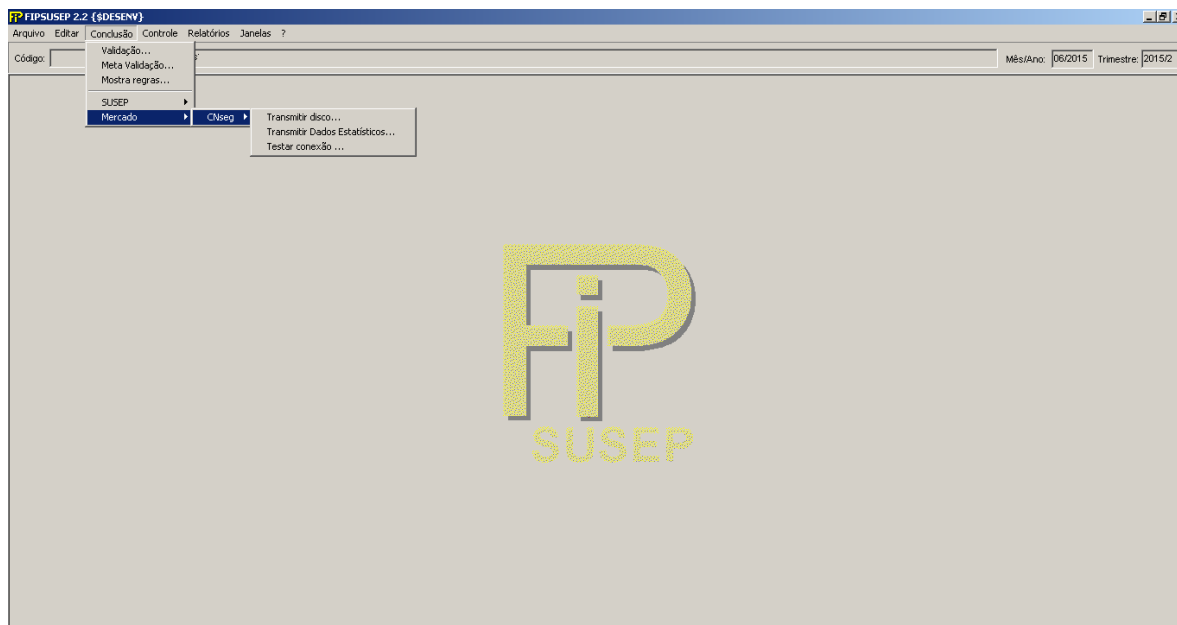 FIPSUSEP 2.2 {$DESENV}
Arquivo Editar Conclusão Controle Relatórios Janelas ?
Código: Mês/Ano: 06/2015 Trimestre: 2015/2
Validação...
Meta Validação...
Mostra regras...
SUSEP
Mercado CNseg Transmitir disco...
Transmitir Dados Estatísticos...
Testar conexão ...
FiP
SUSEP